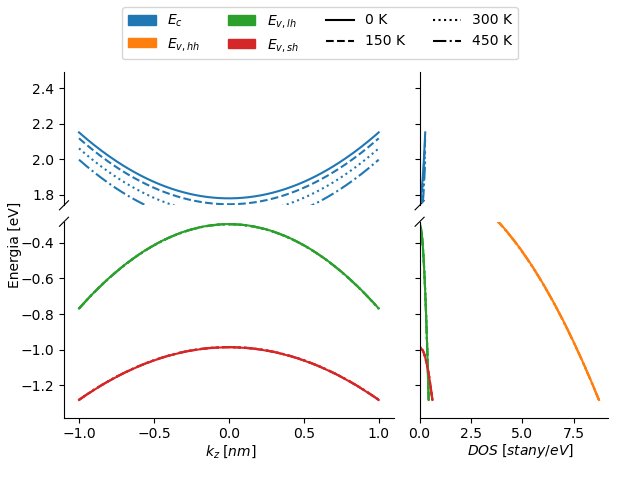 E_c E_{v,lh} 0 K 300 K
E_{v,hh} E_{v,sh} 150 K 450 K
2.4
2.2
2.0
1.8
−0.4
−0.6
−0.8
−1.0
−1.2
Energia [eV]
−1.0 −0.5 0.0 0.5 1.0
k_z [nm]
0.0 2.5 5.0 7.5
DOS [stany/eV]